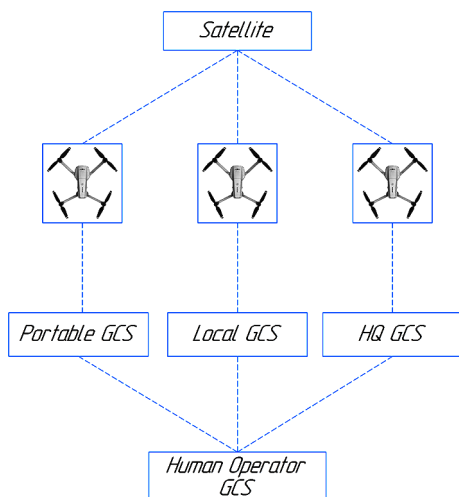 Satellite
Portable GCS
Local GCS
HQ GCS
Human Operator
GCS